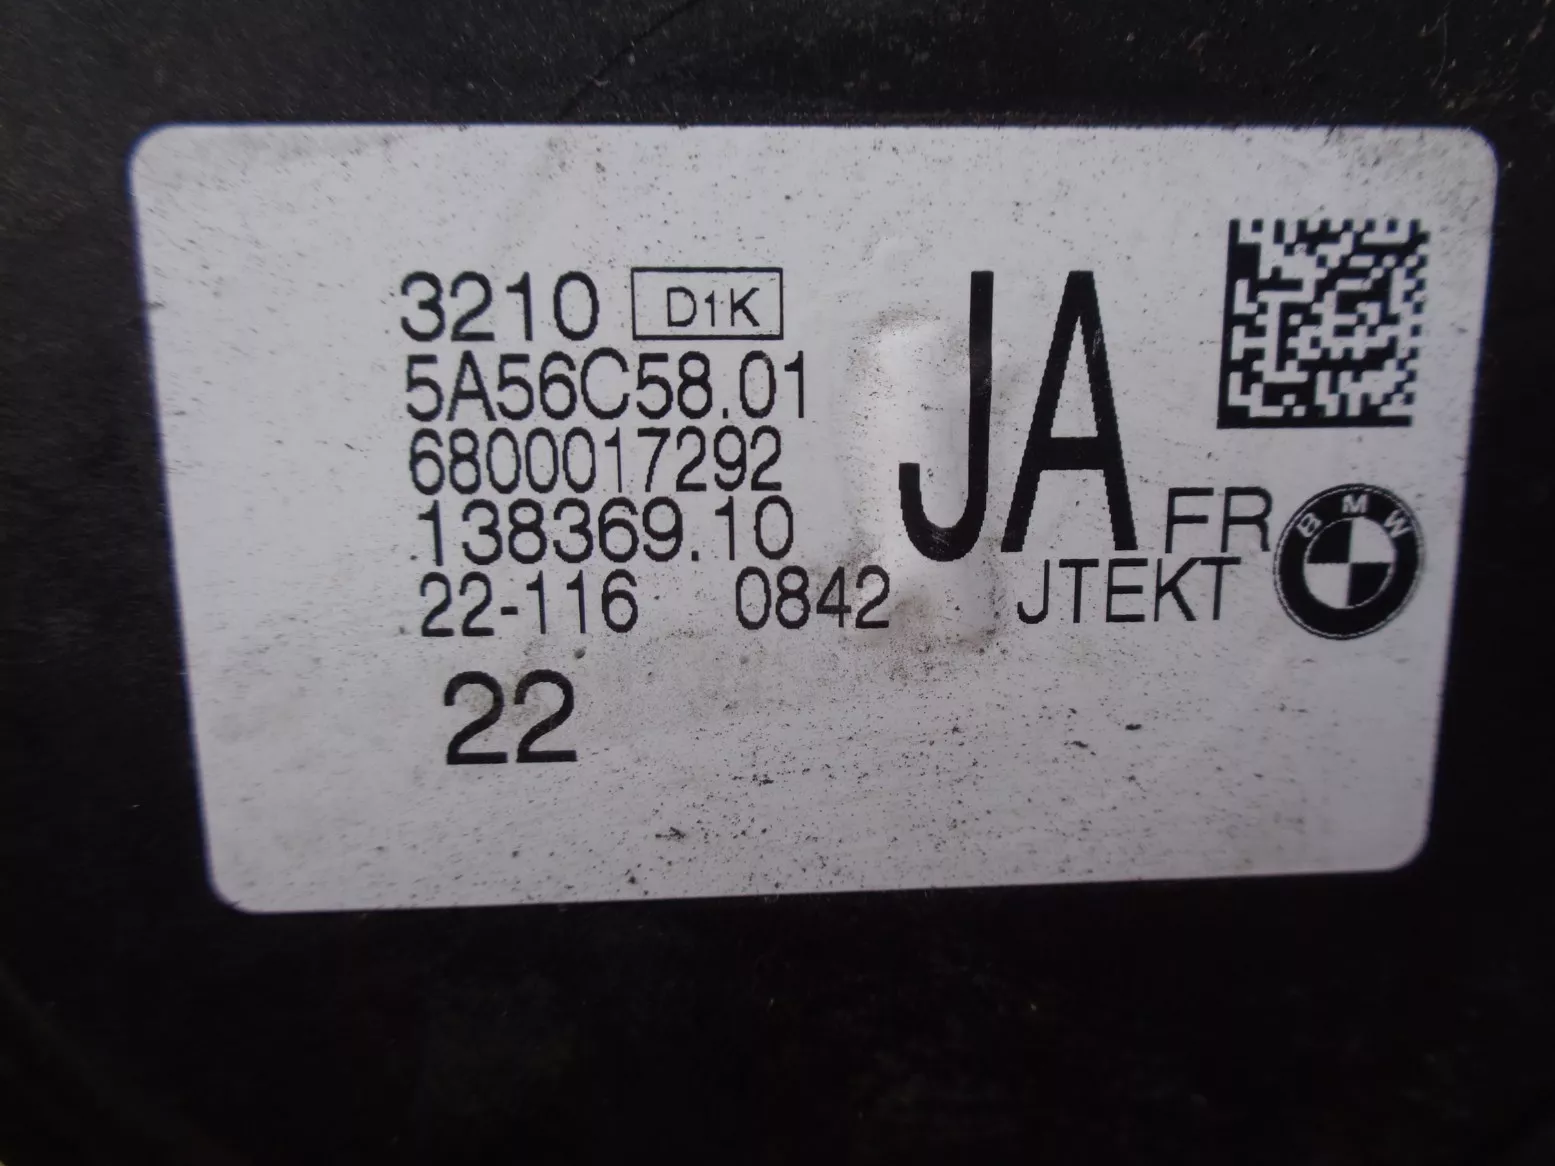 3210 D1K
5A56C58.01
6800017292
138369.10
22-116 0842
22
JA FR
JTEKT
BMW